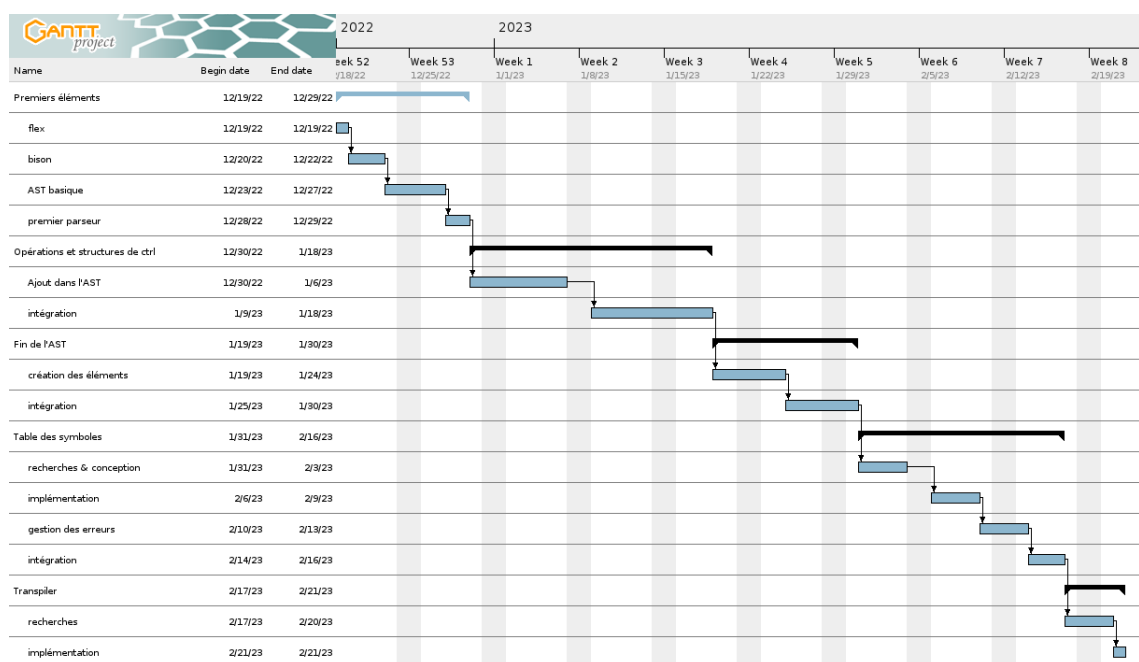 GANTT project
2022 2023
eek 52 Week 53 Week 1 Week 2 Week 3 Week 4 Week 5 Week 6 Week 7 Week 8
Name Begin date End date /18/22 12/25/22 1/1/23 1/8/23 1/15/23 1/22/23 1/29/23 2/5/23 2/12/23 2/19/23
Premiers éléments 12/19/22 12/29/22
flex 12/19/22 12/19/22
bison 12/20/22 12/22/22
AST basique 12/23/22 12/27/22
premier parseur 12/28/22 12/29/22
Opérations et structures de ctrl 12/30/22 1/18/23
Ajout dans l'AST 12/30/22 1/6/23
intégration 1/9/23 1/18/23
Fin de l'AST 1/19/23 1/30/23
création des éléments 1/19/23 1/24/23
intégration 1/25/23 1/30/23
Table des symboles 1/31/23 2/16/23
recherches & conception 1/31/23 2/3/23
implémentation 2/6/23 2/9/23
gestion des erreurs 2/10/23 2/13/23
intégration 2/14/23 2/16/23
Transpiler 2/17/23 2/21/23
recherches 2/17/23 2/20/23
implémentation 2/21/23 2/21/23